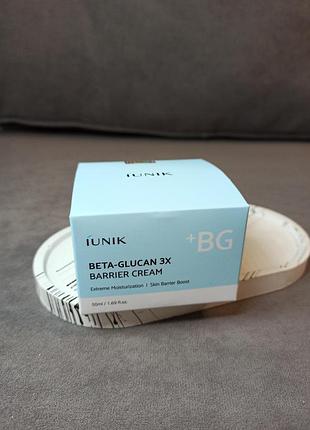 IUNIK
IUNIK
+BG
BETA-GLUCAN 3X
BARRIER CREAM
Extreme Moisturization I Skin Barrier Boost
50ml / 1.69 fl.oz.